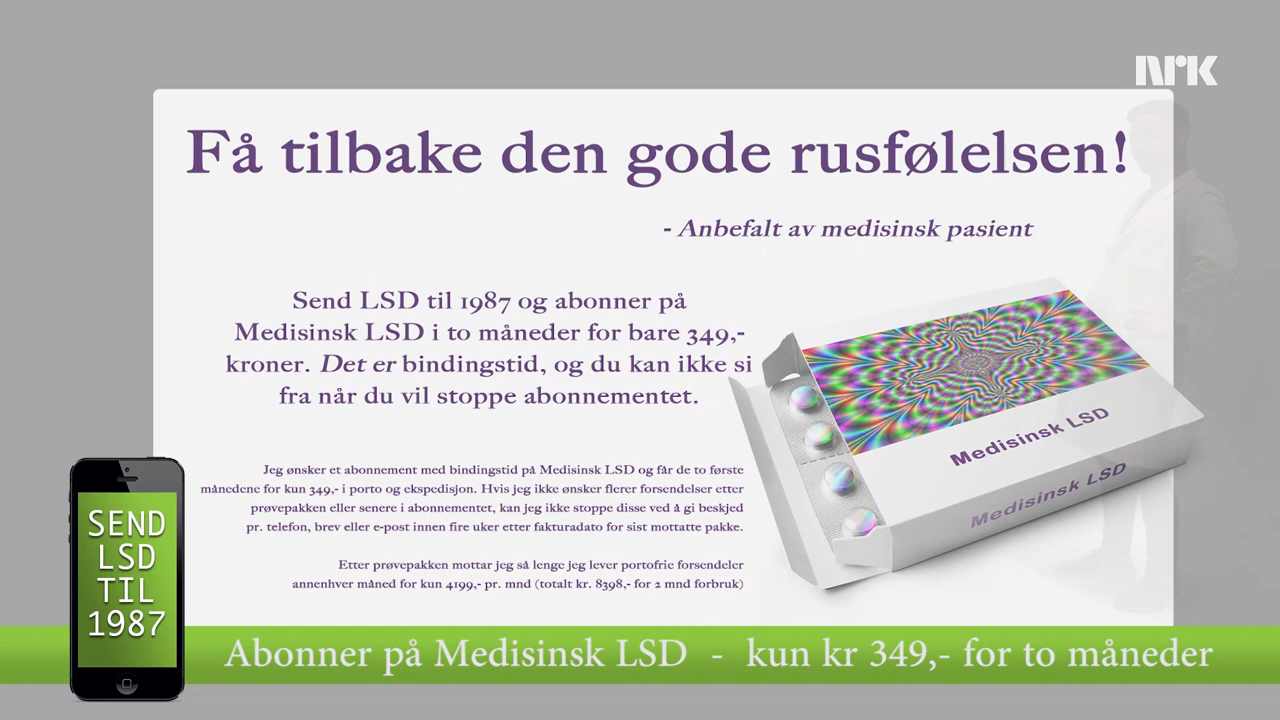 NRK
Få tilbake den gode rusfølelsen!
- Anbefalt av medisinsk pasient
Send LSD til 1987 og abonner på
Medisinsk LSD i to måneder for bare 349,-
kroner. Det er bindingstid, og du kan ikke si
fra når du vil stoppe abonnementet.
Medisinsk LSD
Medisinsk LSD
Jeg ønsker et abonnement med bindingstid på Medisinsk LSD og får de to første
månedene for kun 349,- i porto og ekspedisjon. Hvis jeg ikke ønsker flerer forsendelser etter
prøvepakken eller senere i abonnementet, kan jeg ikke stoppe disse ved å gi beskjed
pr. telefon, brev eller e-post innen fire uker etter fakturadato for sist mottatte pakke.
Etter prøvepakken mottar jeg så lenge jeg lever portofrie forsendeler
annenhver måned for kun 4199,- pr. mnd (totalt kr. 8398,- for 2 mnd forbruk)
SEND
LSD
TIL
1987
Abonner på Medisinsk LSD - kun kr 349,- for to måneder